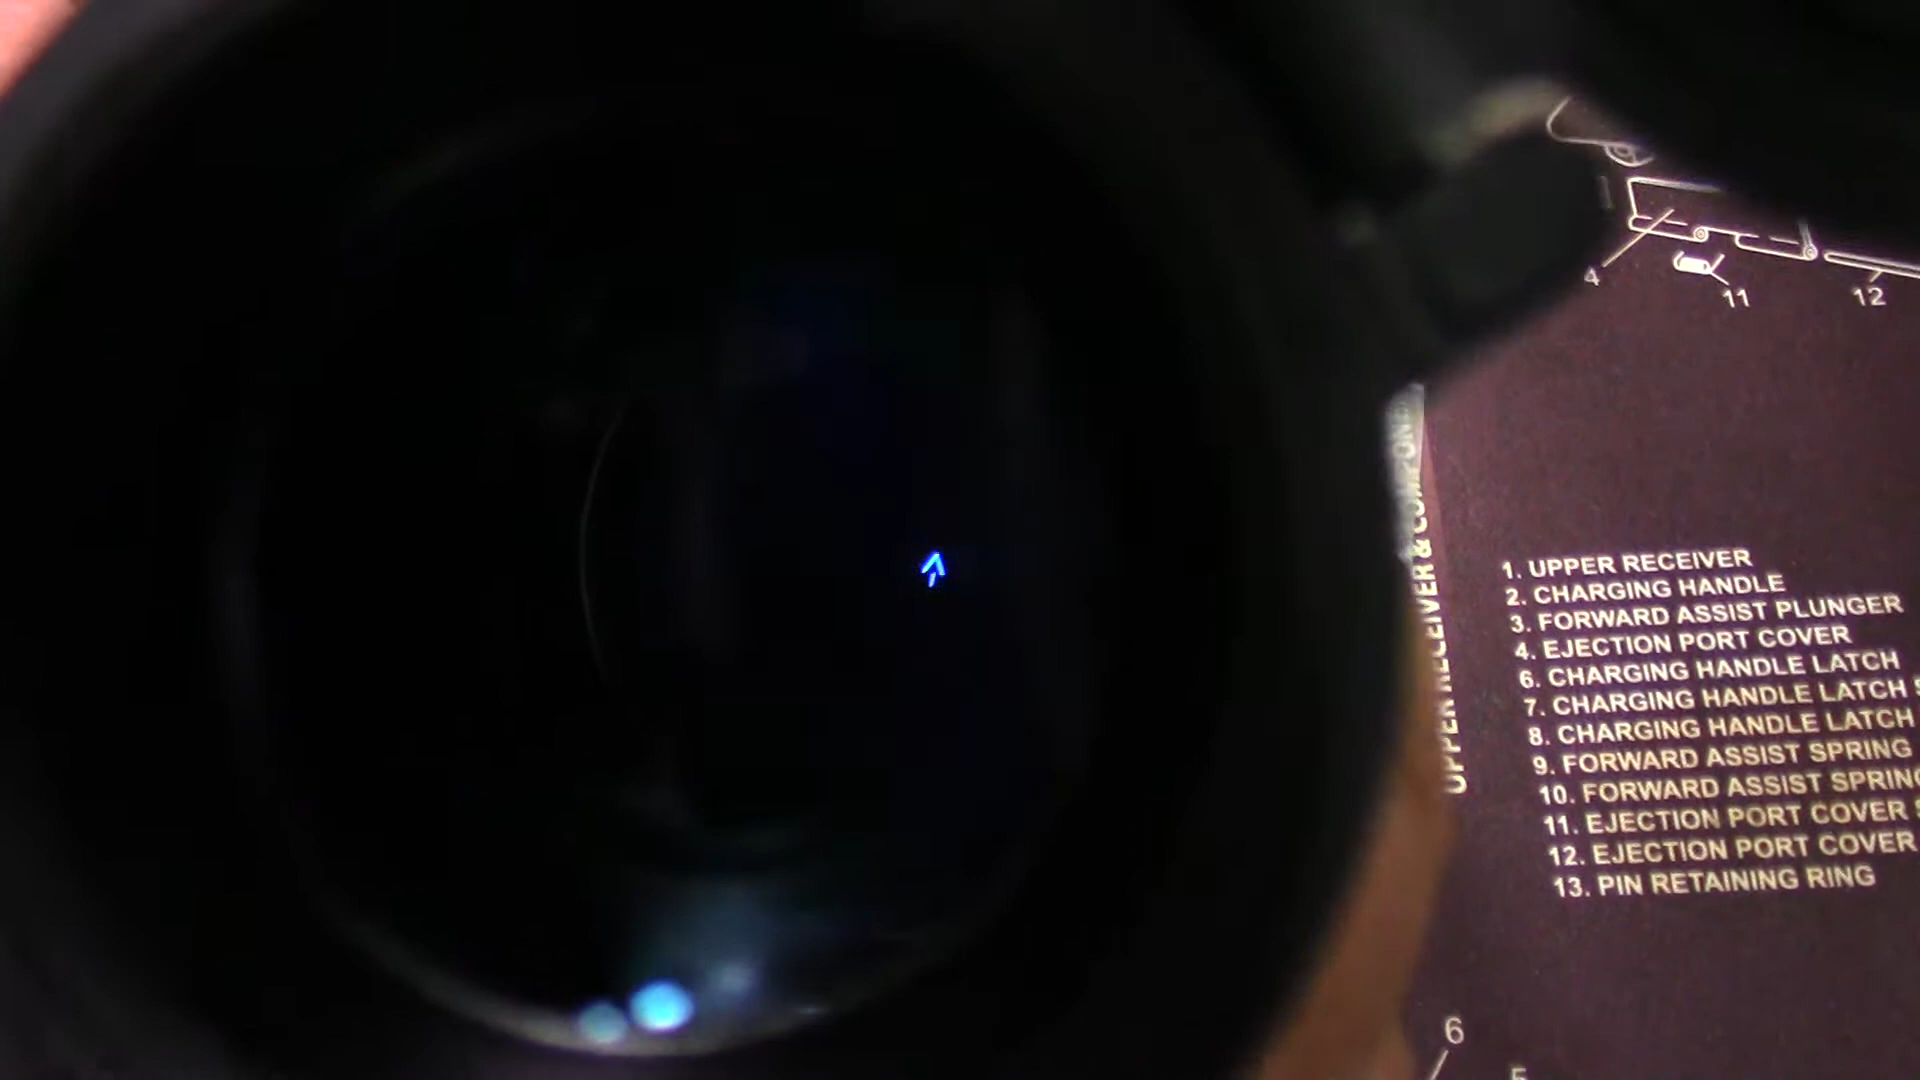 4
11
12
UPPER RECEIVER &
1. UPPER RECEIVER
2. CHARGING HANDLE
3. FORWARD ASSIST PLUNGER
4. EJECTION PORT COVER
6. CHARGING HANDLE LATCH
7. CHARGING HANDLE LATCH
8. CHARGING HANDLE LATCH
9. FORWARD ASSIST SPRING
10. FORWARD ASSIST SPRING
11. EJECTION PORT COVER
12. EJECTION PORT COVER
13. PIN RETAINING RING
6
5